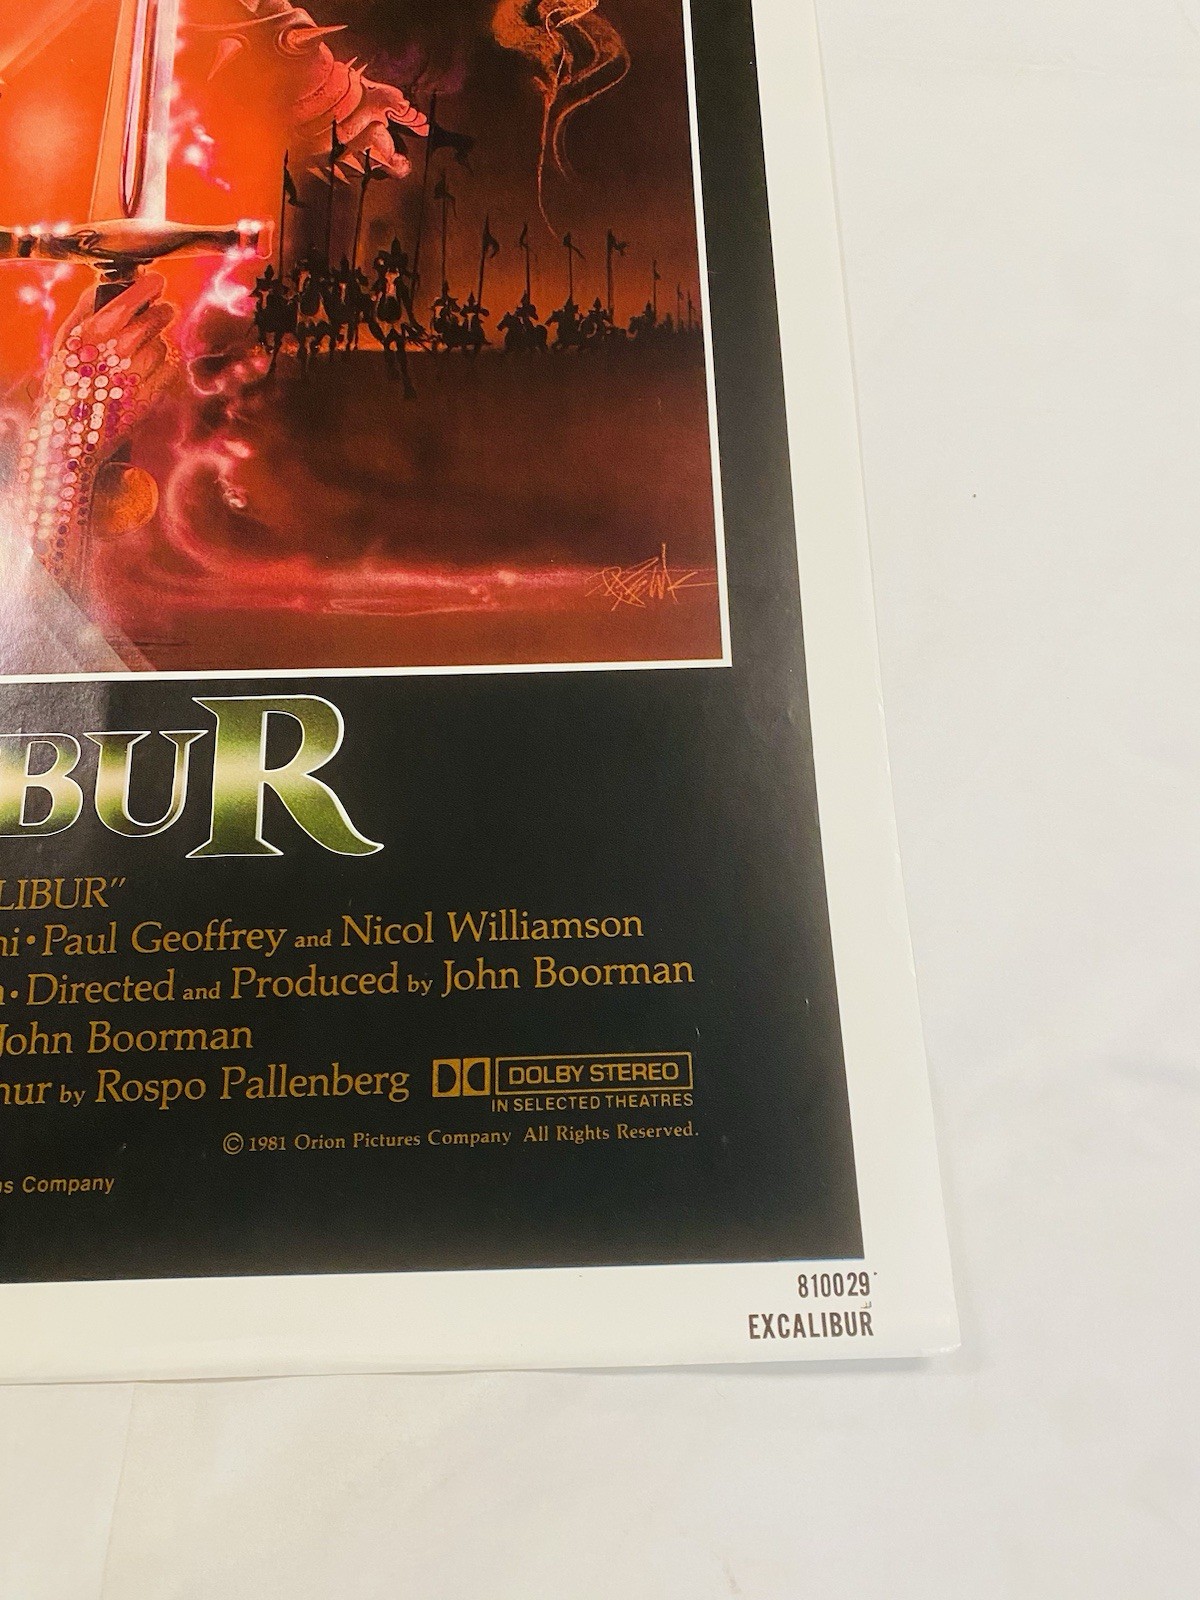 BUR
LIBUR"
ni • Paul Geoffrey and Nicol Williamson
• Directed and Produced by John Boorman
John Boorman
hur by Rospo Pallenberg
DOLBY STEREO
IN SELECTED THEATRES
© 1981 Orion Pictures Company All Rights Reserved.
ns Company
810029
EXCALIBUR